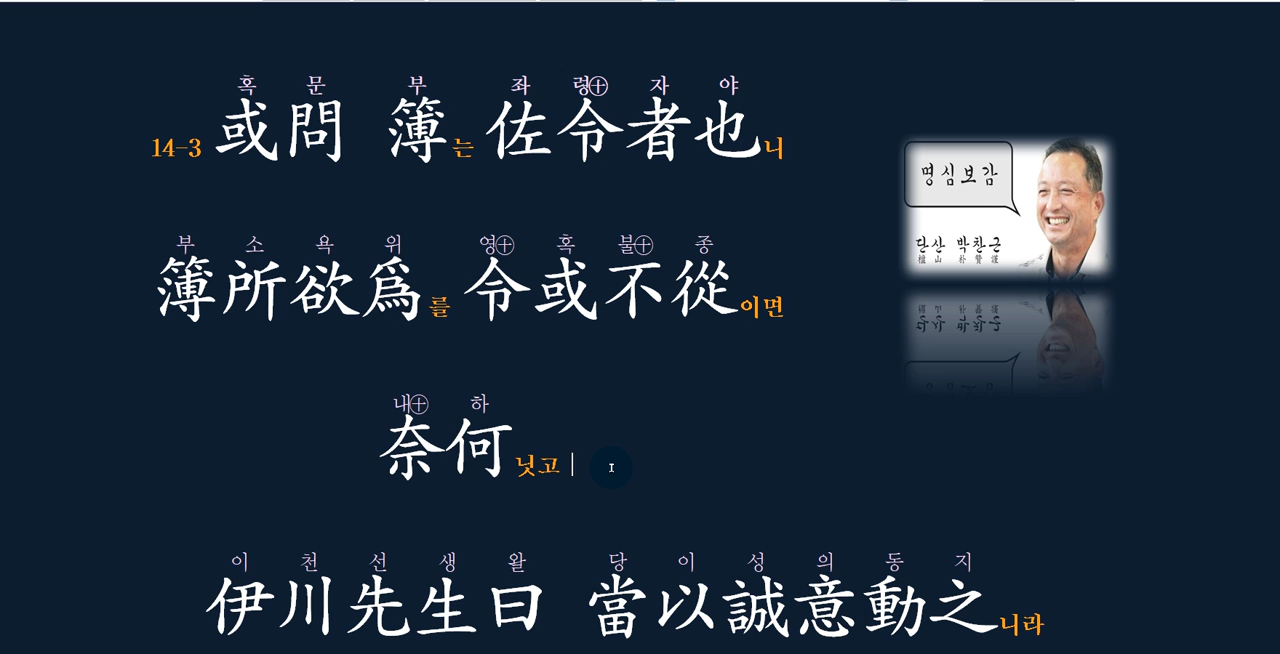 혹 문 부 좌 령㊉ 자 야
14-3 或問 簿는 佐令者也니
부 소 욕 위 영㊉ 혹 불㊉ 종
簿所欲爲를 令或不從이면
내㊉ 하
奈何닛고
이 천 선 생 왈 당 이 성 의 동 지
伊川先生曰 當以誠意動之니라
명심보감
단산 박찬근
檀山 朴贊謹